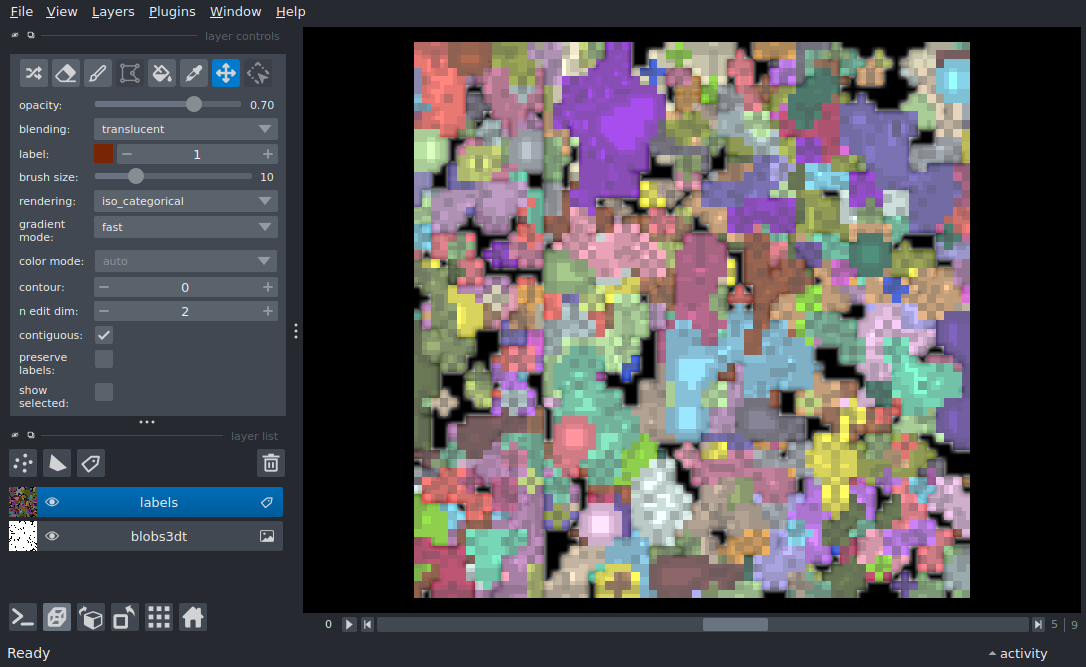 File View Layers Plugins Window Help
layer controls
opacity: 0.70
blending: translucent
label: 1
brush size: 10
rendering: iso_categorical
gradient
mode: fast
color mode: auto
contour: 0
n edit dim: 2
contiguous:
preserve
labels:
show
selected:
layer list
labels
blobs3dt
0 5 | 9
Ready activity